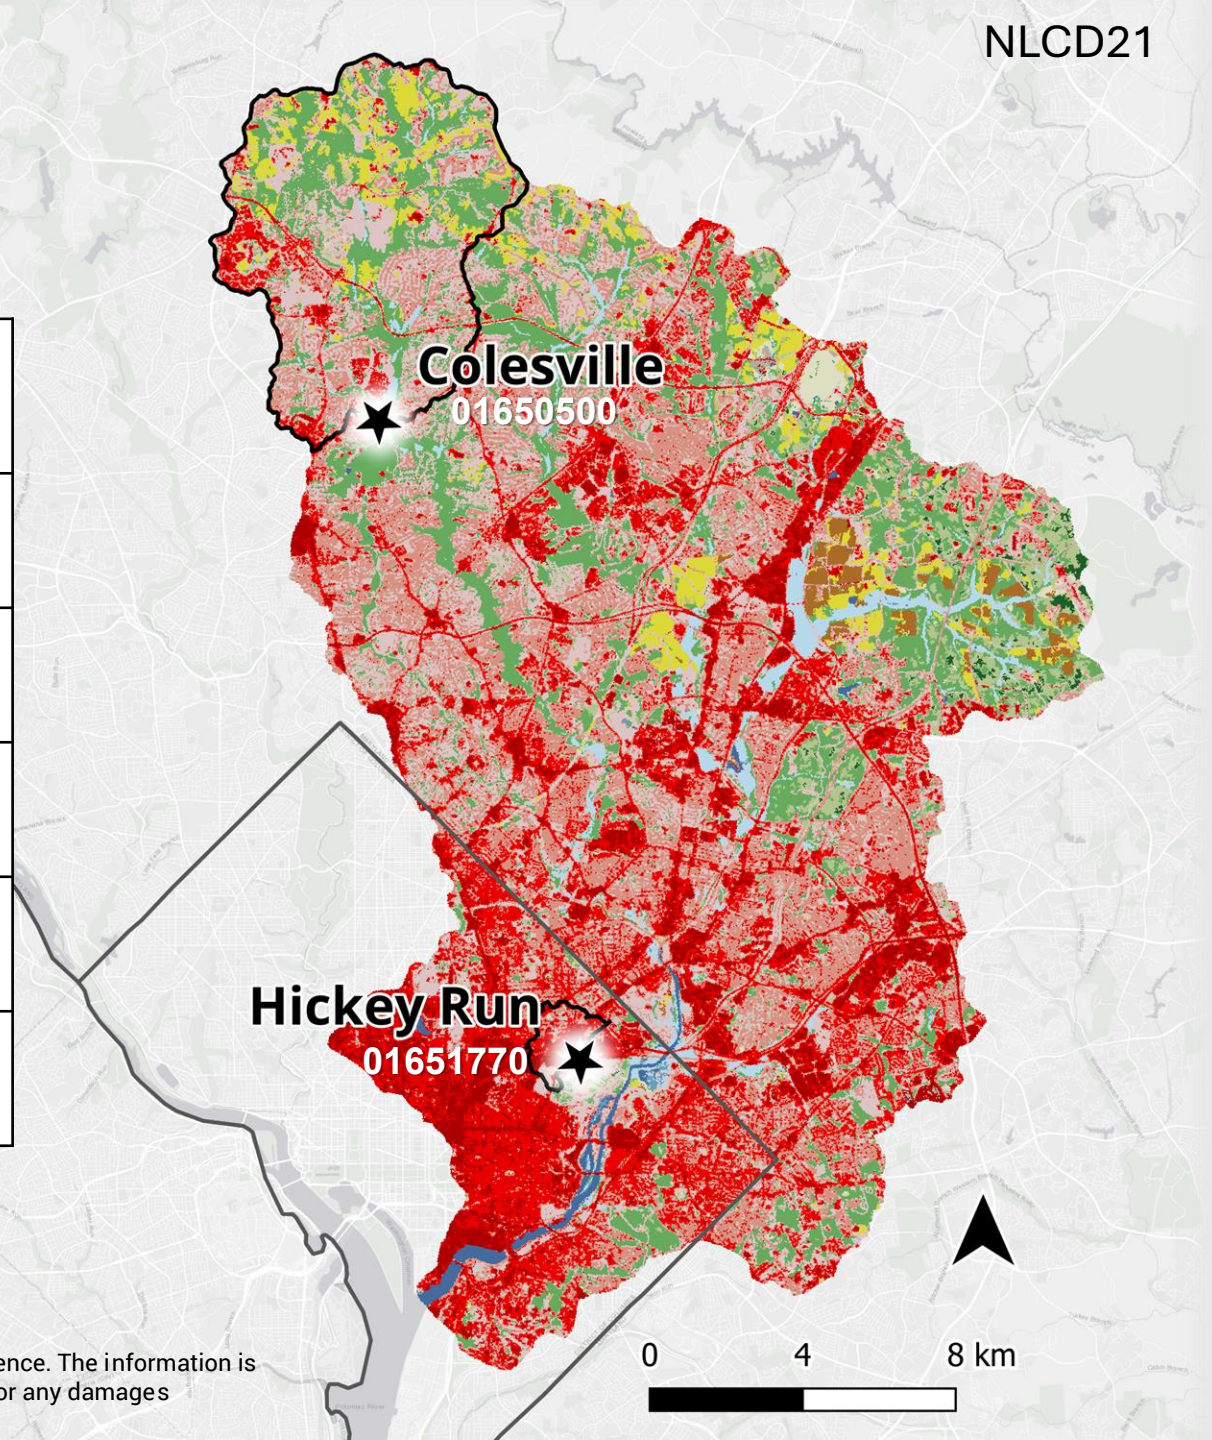 NLCD21
Colesville
01650500
Hickey Run
01651770
0 4 8 km
ence. The information is
or any damages